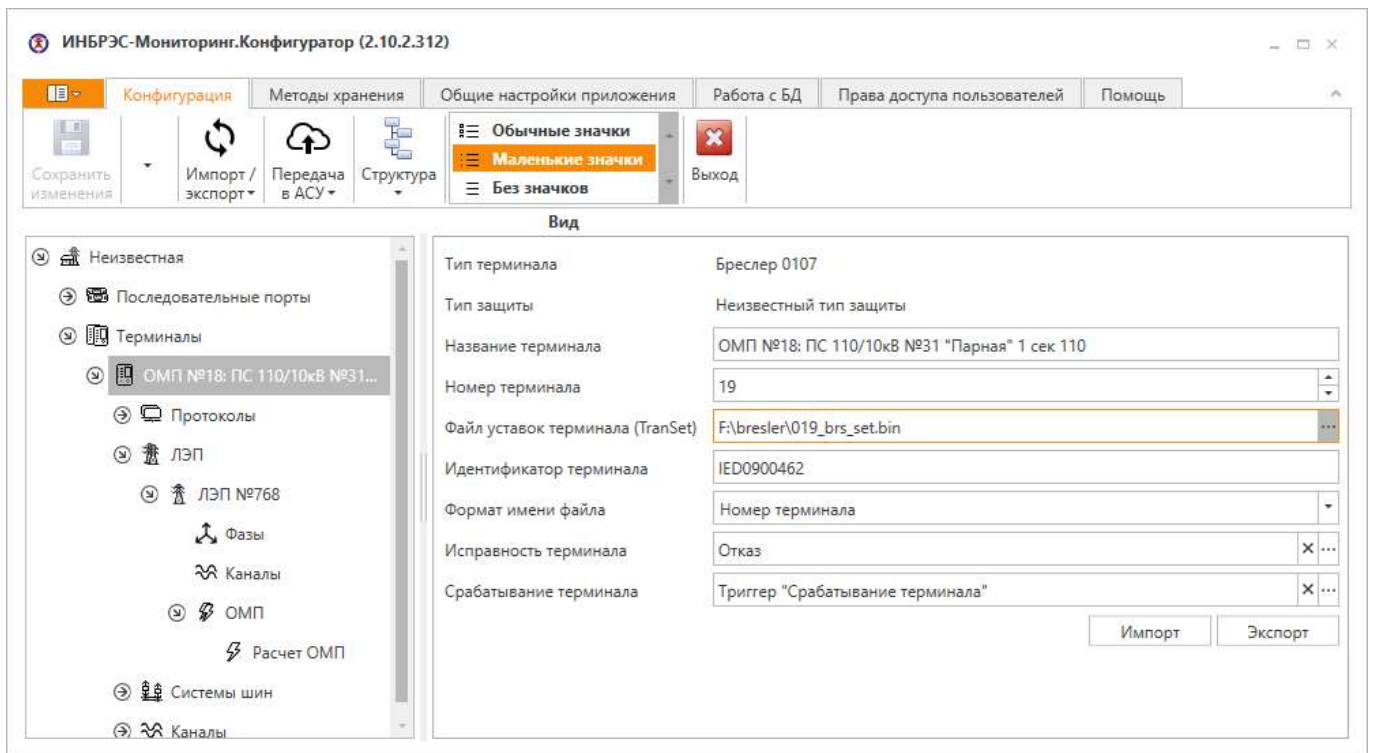 ИНБРЭС-Мониторинг.Конфигуратор (2.10.2.312)
Конфигурация
Методы хранения
Общие настройки приложения
Работа с БД
Права доступа пользователей
Помощь
Сохранить
изменения
Импорт /
экспорт
Передача
в АСУ
Структура
Обычные значки
Маленькие значки
Без значков
Выход
Вид
Неизвестная
Последовательные порты
Терминалы
ОМП №18: ПС 110/10кВ №31...
Протоколы
ЛЭП
ЛЭП №768
Фазы
Каналы
ОМП
Расчет ОМП
Системы шин
Каналы
Тип терминала Бреслер 0107
Тип защиты Неизвестный тип защиты
Название терминала ОМП №18: ПС 110/10кВ №31 "Парная" 1 сек 110
Номер терминала 19
Файл уставок терминала (TranSet) F:\bresler\019_brs_set.bin ...
Идентификатор терминала IED0900462
Формат имени файла Номер терминала
Исправность терминала Отказ ...
Срабатывание терминала Триггер "Срабатывание терминала" ...
Импорт Экспорт